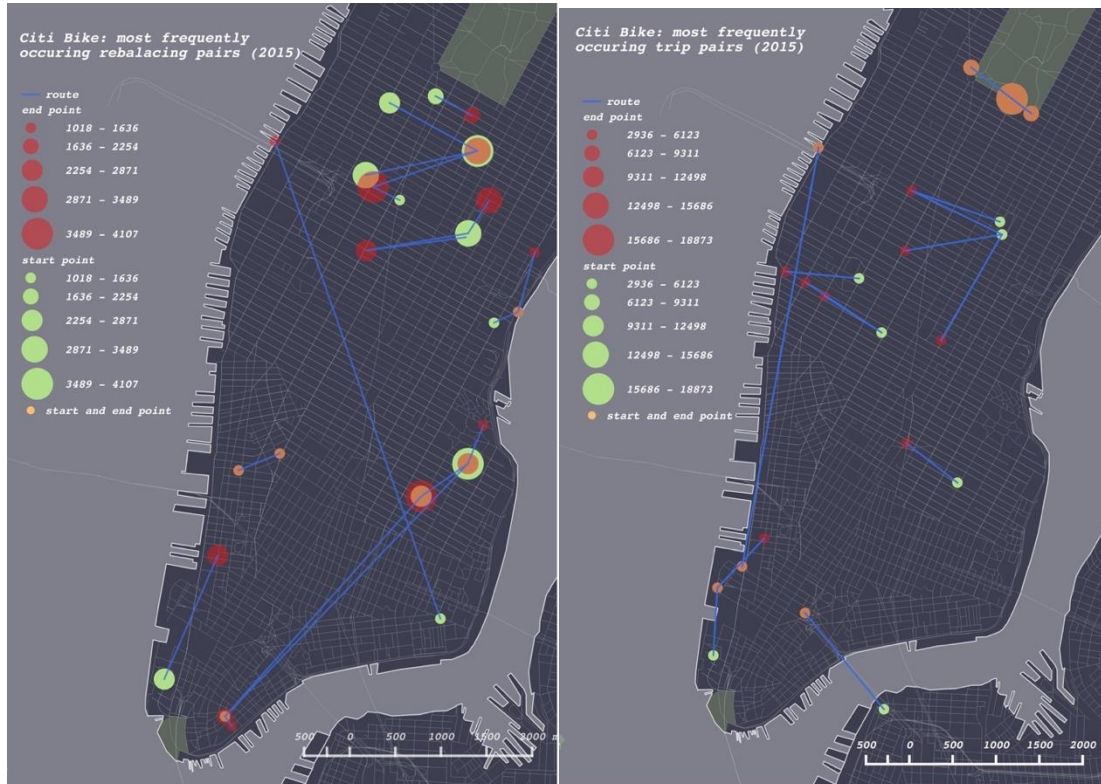 Citi Bike: most frequently
occuring rebalacing pairs (2015)
route
end point
1018 - 1636
1636 - 2254
2254 - 2871
2871 - 3489
3489 - 4107
start point
1018 - 1636
1636 - 2254
2254 - 2871
2871 - 3489
3489 - 4107
start and end point
500 0 500 1000 1500 2000 m
Citi Bike: most frequently
occuring trip pairs (2015)
route
end point
2936 - 6123
6123 - 9311
9311 - 12498
12498 - 15686
15686 - 18873
start point
2936 - 6123
6123 - 9311
9311 - 12498
12498 - 15686
15686 - 18873
start and end point
500 0 500 1000 1500 2000